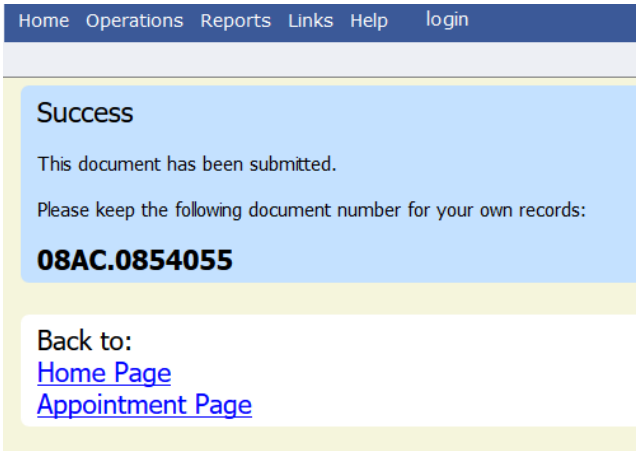 Home Operations Reports Links Help login
Success
This document has been submitted.
Please keep the following document number for your own records:
08AC.0854055
Back to:
Home Page
Appointment Page